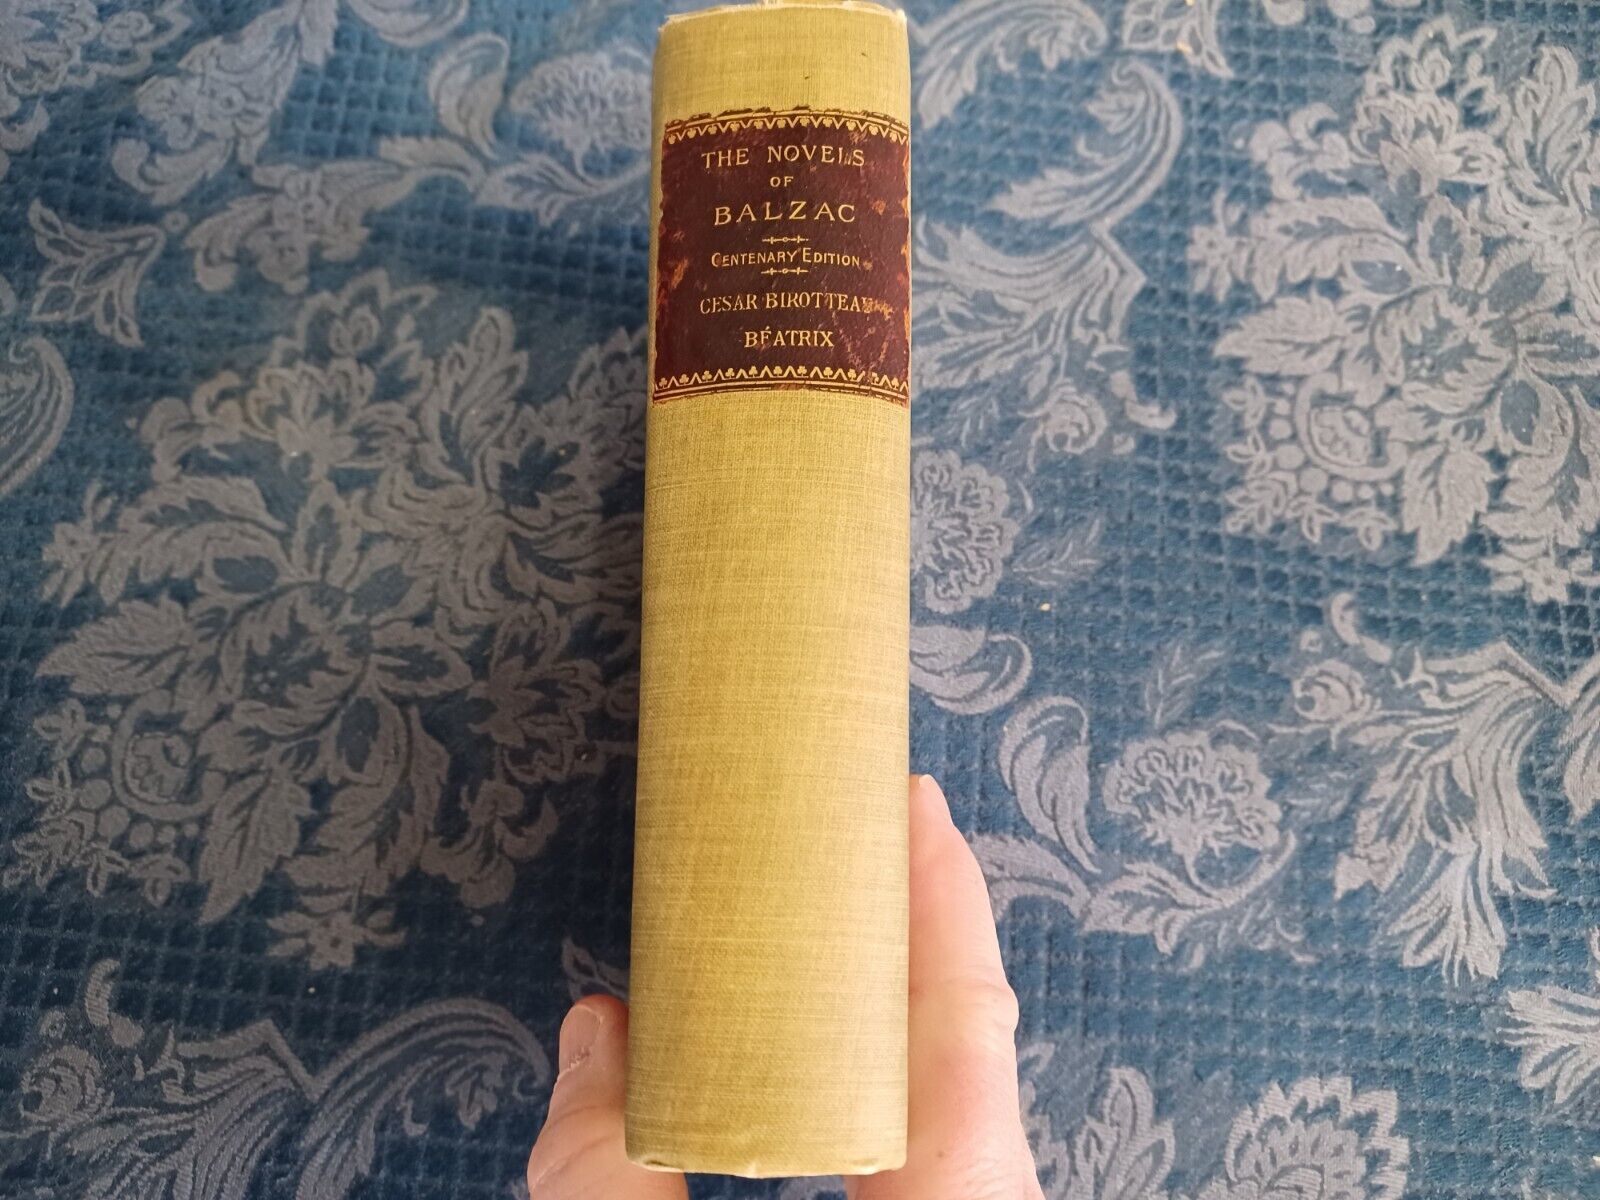 THE NOVELS
OF
BALZAC
CENTENARY EDITION
CESAR BIROTTEAU
BÉATRIX